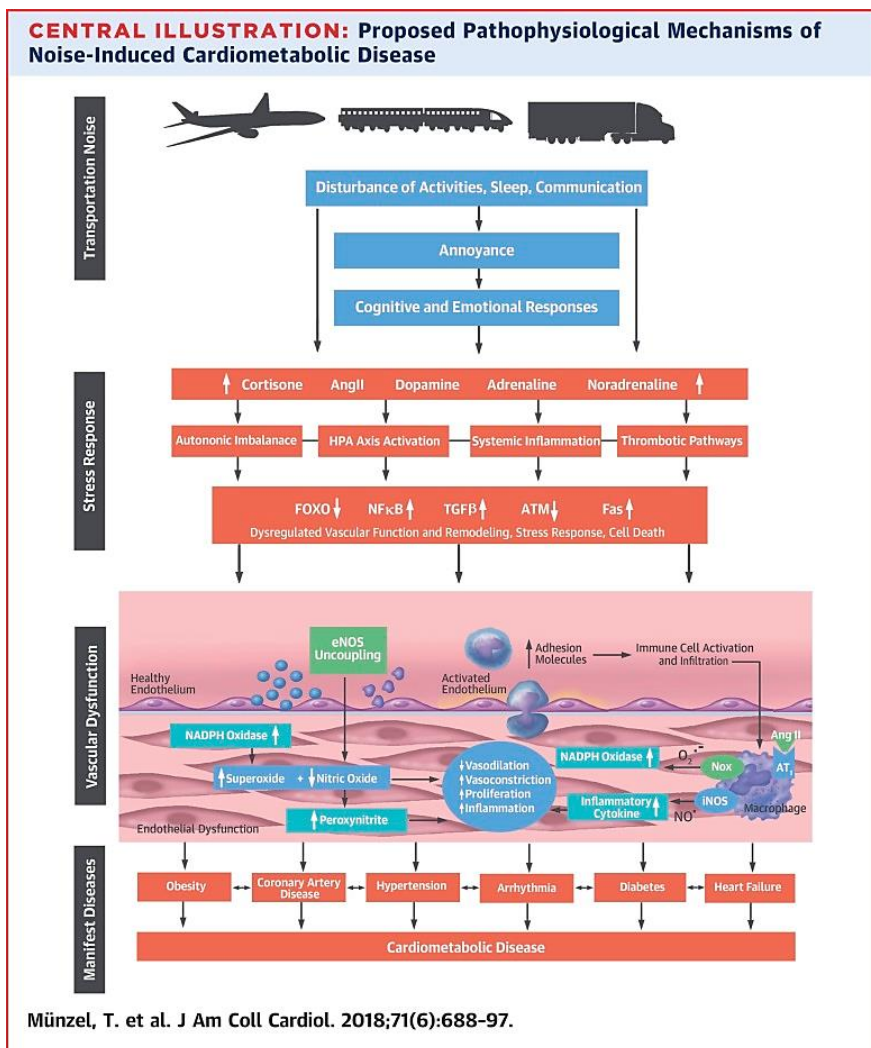 CENTRAL ILLUSTRATION: Proposed Pathophysiological Mechanisms of
Noise-Induced Cardiometabolic Disease
Transportation Noise
Disturbance of Activities, Sleep, Communication
Annoyance
Cognitive and Emotional Responses
Stress Response
↑ Cortisone AngII Dopamine Adrenaline Noradrenaline ↑
Autononic Imbalanace
HPA Axis Activation
Systemic Inflammation
Thrombotic Pathways
FOXO↓ NFκB↑ TGFβ↑ ATM↓ Fas↑
Dysregulated Vascular Function and Remodeling, Stress Response, Cell Death
Vascular Dysfunction
eNOS
Uncoupling
Healthy
Endothelium
Activated
Endothelium
↑ Adhesion
Molecules
Immune Cell Activation
and Infiltration
NADPH Oxidase ↑
↑Superoxide + ↓Nitric Oxide
↑Peroxynitrite
Endothelial Dysfunction
↓Vasodilation
↑Vasoconstriction
↑Proliferation
↑Inflammation
NADPH Oxidase ↑
O₂•−
Nox
Ang II
AT₁
Inflammatory
Cytokine ↑
NO•
iNOS
Macrophage
Manifest Diseases
Obesity
Coronary Artery
Disease
Hypertension
Arrhythmia
Diabetes
Heart Failure
Cardiometabolic Disease
Münzel, T. et al. J Am Coll Cardiol. 2018;71(6):688–97.